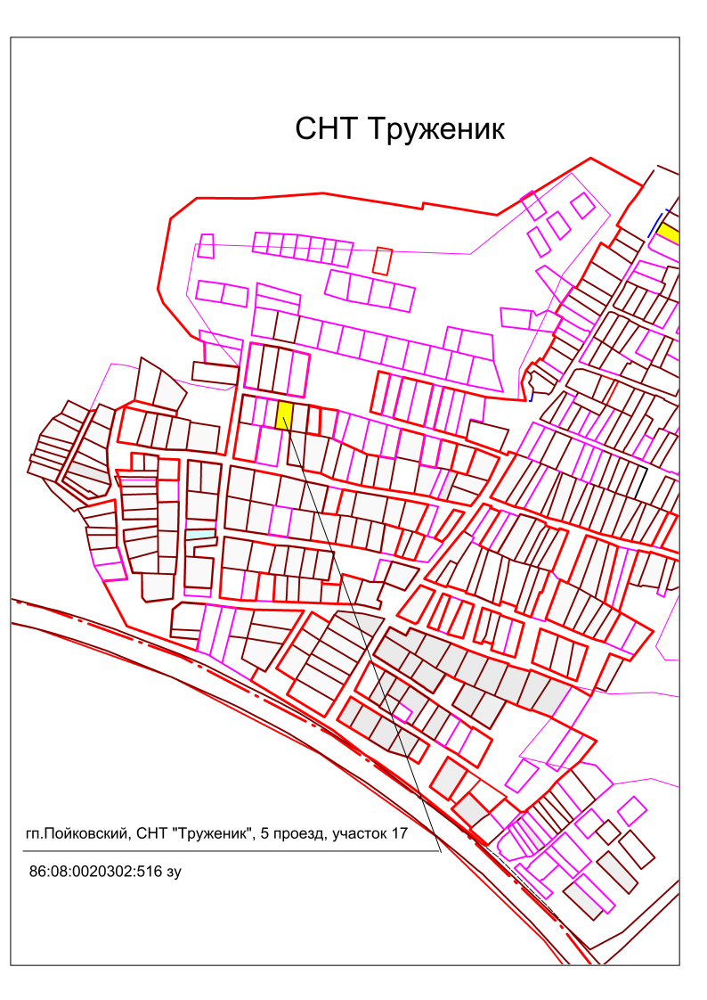 СНТ Труженик
гп.Пойковский, СНТ "Труженик", 5 проезд, участок 17
86:08:0020302:516 зу